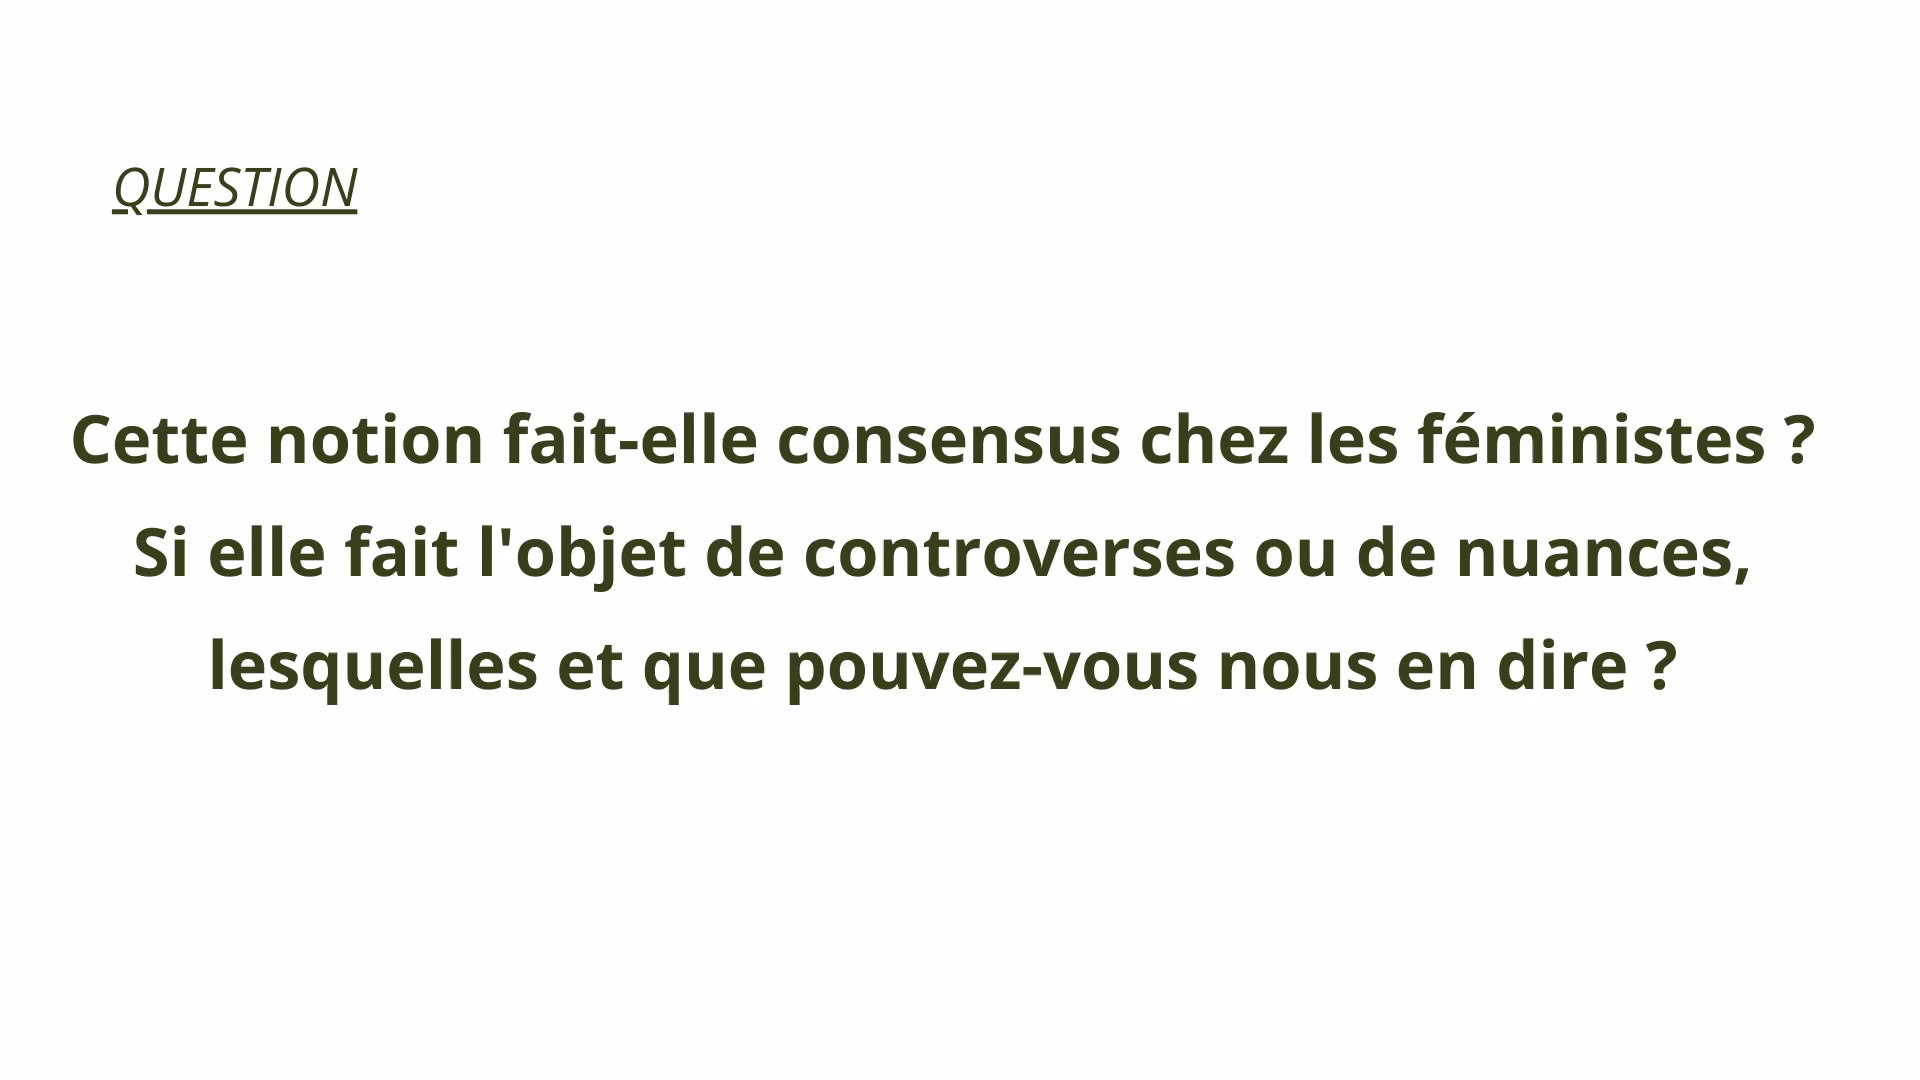 QUESTION
Cette notion fait-elle consensus chez les féministes ?
Si elle fait l'objet de controverses ou de nuances,
lesquelles et que pouvez-vous nous en dire ?